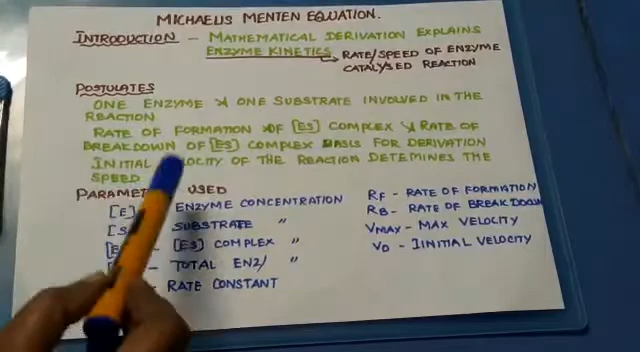 MICHAELIS MENTEN EQUATION.
INTRODUCTION - MATHEMATICAL DERIVATION EXPLAINS
ENZYME KINETICS → RATE/SPEED OF ENZYME
CATALYSED REACTION
POSTULATES
ONE ENZYME & ONE SUBSTRATE INVOLVED IN THE
REACTION
RATE OF FORMATION OF [ES] COMPLEX & RATE OF
BREAKDOWN OF [ES] COMPLEX BASIS FOR DERIVATION
INITIAL OF THE REACTION DETEMINES THE
SPEED
USED
[E] ENZYME CONCENTRATION
SUBSTRATE "
- [ES] COMPLEX "
- TOTAL ENZ/ "
RATE CONSTANT
RF - RATE OF FORMATION
RB - RATE OF BREAKDOWN
VMAX - MAX VELOCITY
VO - IINITIAL VELOCITY